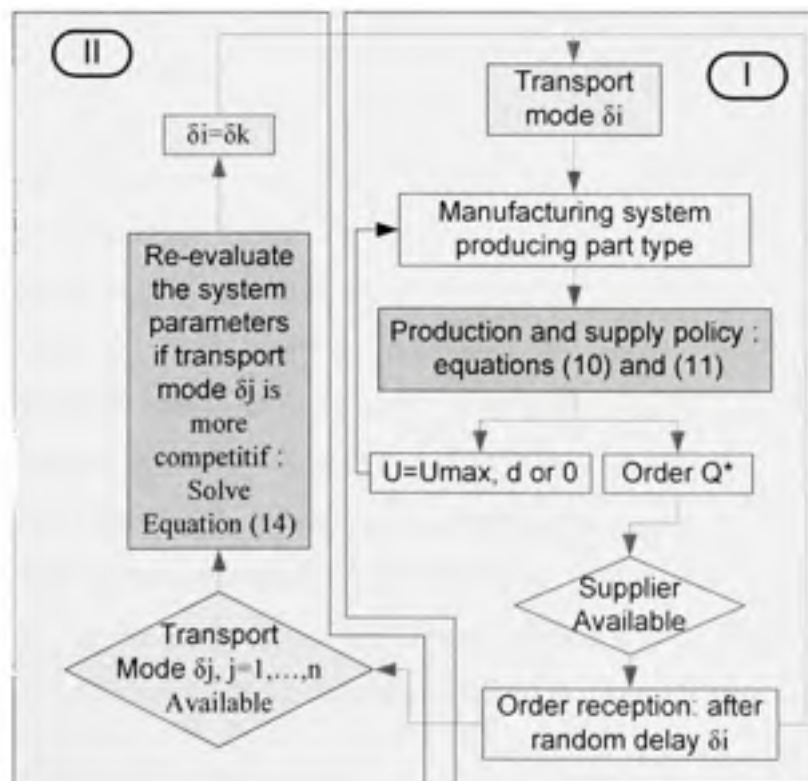 II
I
Transport
mode δi
δi=δk
Manufacturing system
producing part type
Re-evaluate
the system
parameters
if transport
mode δj is
more
competitif :
Solve
Equation (14)
Production and supply policy :
equations (10) and (11)
U=Umax, d or 0
Order Q*
Supplier
Available
Transport
Mode δj, j=1,...,n
Available
Order reception: after
random delay δi